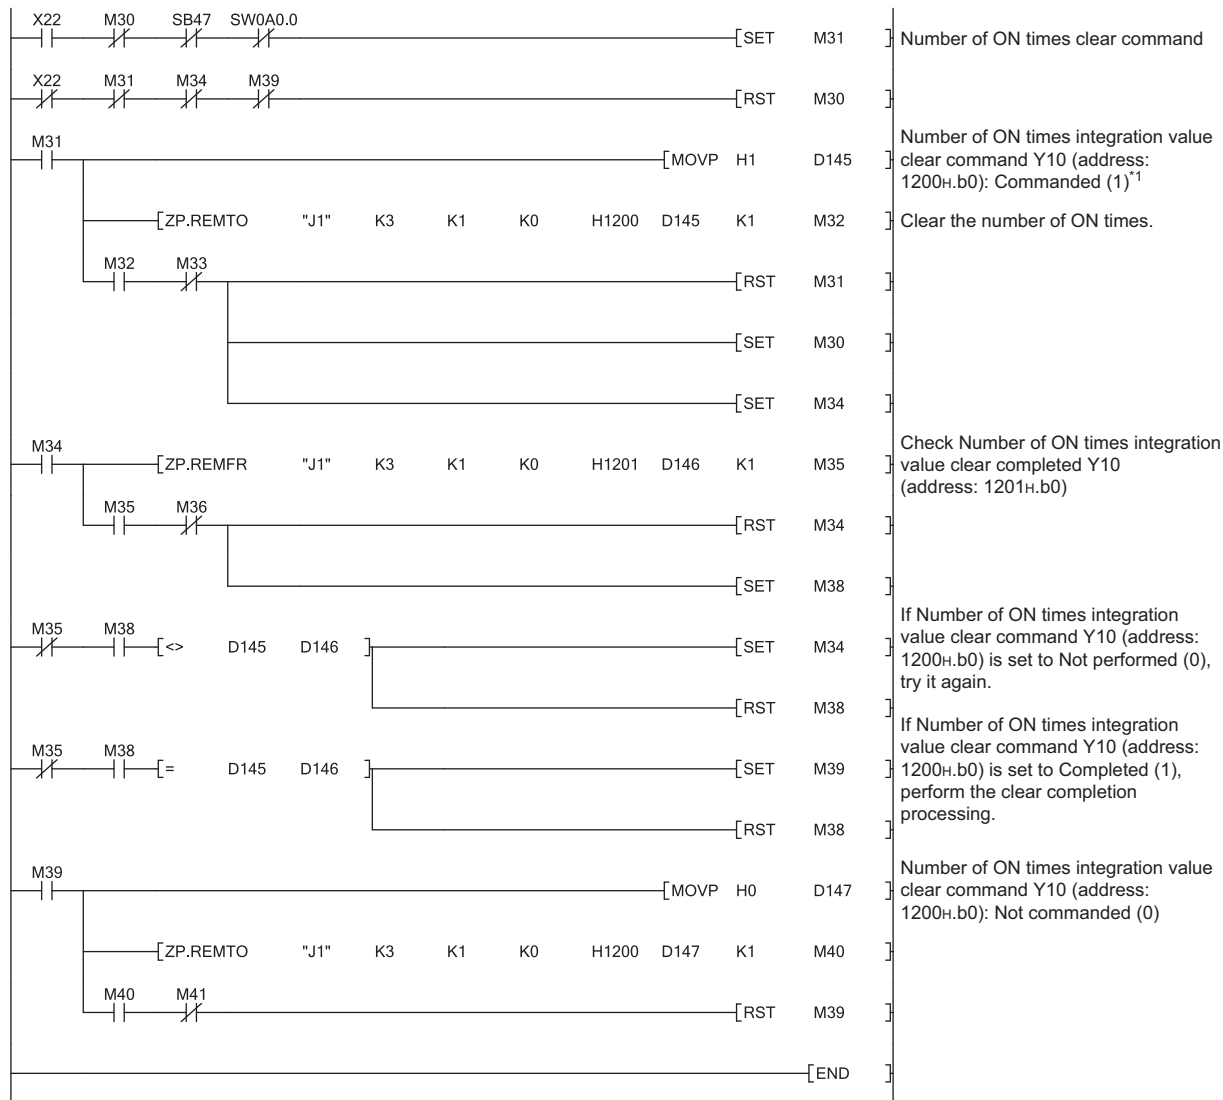 X22 M30 SB47 SW0A0.0
[SET M31 ] Number of ON times clear command
X22 M31 M34 M39
[RST M30 ]
M31
[MOVP H1 D145 ] Number of ON times integration value
clear command Y10 (address:
1200H.b0): Commanded (1)*1
[ZP.REMTO "J1" K3 K1 K0 H1200 D145 K1 M32 ] Clear the number of ON times.
M32 M33
[RST M31 ]
[SET M30 ]
[SET M34 ]
M34
[ZP.REMFR "J1" K3 K1 K0 H1201 D146 K1 M35 ] Check Number of ON times integration
value clear completed Y10
(address: 1201H.b0)
M35 M36
[RST M34 ]
[SET M38 ]
M35 M38
[<> D145 D146 ] [SET M34 ] If Number of ON times integration
value clear command Y10 (address:
1200H.b0) is set to Not performed (0),
try it again.
[RST M38 ]
M35 M38
[= D145 D146 ] [SET M39 ] If Number of ON times integration
value clear command Y10 (address:
1200H.b0) is set to Completed (1),
perform the clear completion
processing.
[RST M38 ]
M39
[MOVP H0 D147 ] Number of ON times integration value
clear command Y10 (address:
1200H.b0): Not commanded (0)
[ZP.REMTO "J1" K3 K1 K0 H1200 D147 K1 M40 ]
M40 M41
[RST M39 ]
[END ]